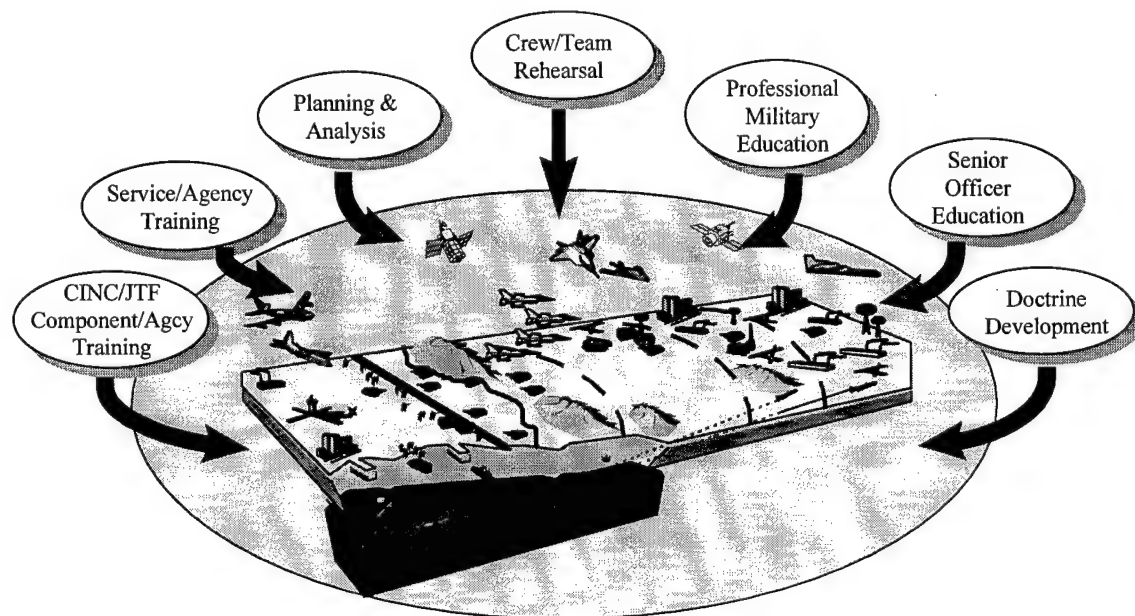 Crew/Team
Rehearsal
Planning &
Analysis
Professional
Military
Education
Service/Agency
Training
Senior
Officer
Education
CINC/JTF
Component/Agcy
Training
Doctrine
Development